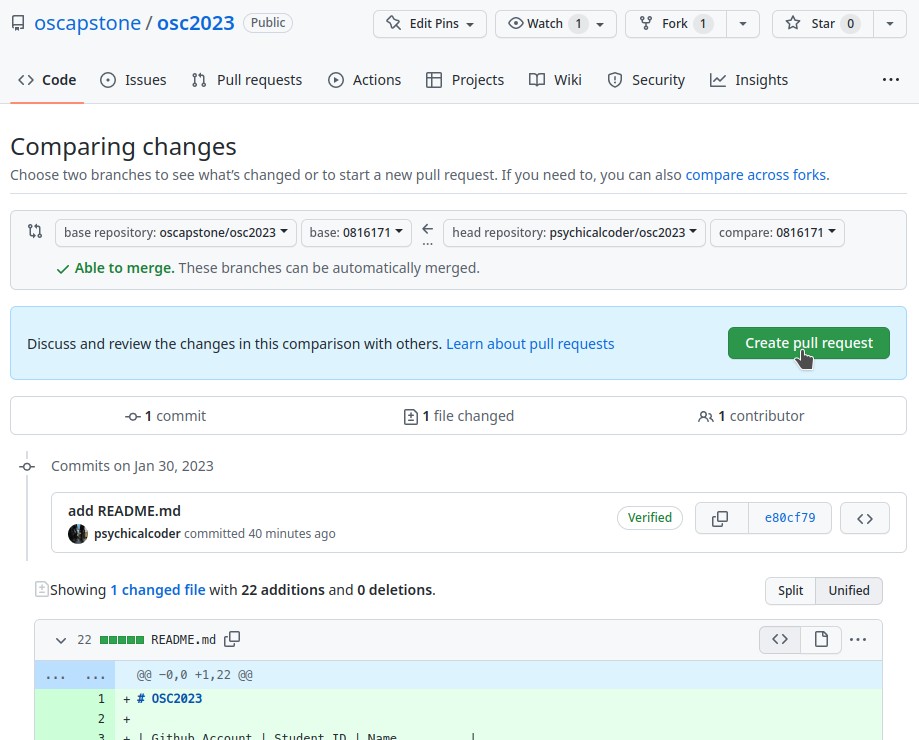 oscapstone / osc2023 Public Edit Pins Watch 1 Fork 1 Star 0
Code Issues Pull requests Actions Projects Wiki Security Insights ...
Comparing changes
Choose two branches to see what's changed or to start a new pull request. If you need to, you can also compare across forks.
base repository: oscapstone/osc2023 base: 0816171 ← ... head repository: psychicalcoder/osc2023 compare: 0816171
✓ Able to merge. These branches can be automatically merged.
Discuss and review the changes in this comparison with others. Learn about pull requests Create pull request
1 commit 1 file changed 1 contributor
Commits on Jan 30, 2023
add README.md
psychicalcoder committed 40 minutes ago
Verified e80cf79 <>
Showing 1 changed file with 22 additions and 0 deletions. Split Unified
22 README.md <> ...
... ... @@ -0,0 +1,22 @@
1 + # OSC2023
2 +
3 + | Github Account | Student ID | Name |